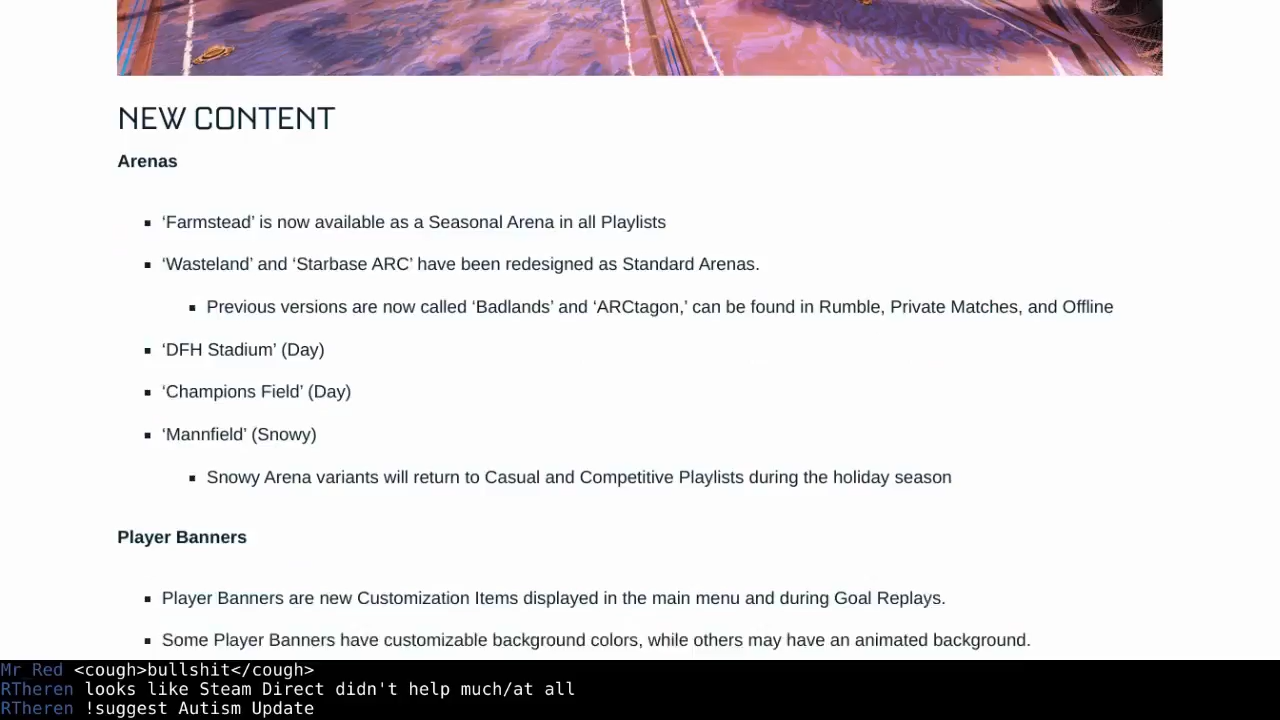 NEW CONTENT
Arenas
‘Farmstead’ is now available as a Seasonal Arena in all Playlists
‘Wasteland’ and ‘Starbase ARC’ have been redesigned as Standard Arenas.
Previous versions are now called ‘Badlands’ and ‘ARCtagon,’ can be found in Rumble, Private Matches, and Offline
‘DFH Stadium’ (Day)
‘Champions Field’ (Day)
‘Mannfield’ (Snowy)
Snowy Arena variants will return to Casual and Competitive Playlists during the holiday season
Player Banners
Player Banners are new Customization Items displayed in the main menu and during Goal Replays.
Some Player Banners have customizable background colors, while others may have an animated background.
Mr_Red <cough>bullshit</cough>
RTheren looks like Steam Direct didn't help much/at all
RTheren !suggest Autism Update